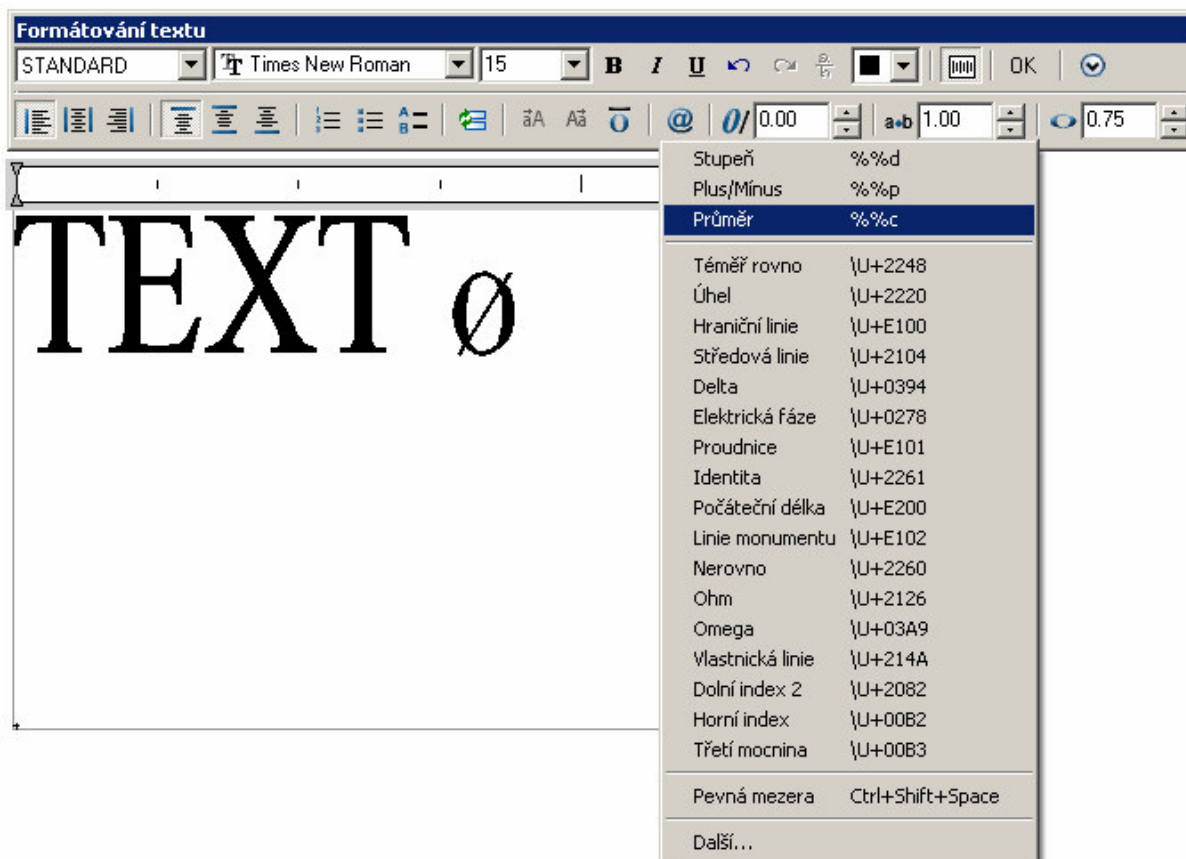 Formátování textu
STANDARD Times New Roman 15 B I U OK
āA Aā O @ 0/ 0.00 a•b 1.00 0.75
TEXT Ø
Stupeň %%d
Plus/Mínus %%p
Průměr %%c
Téměř rovno \U+2248
Úhel \U+2220
Hraniční linie \U+E100
Středová linie \U+2104
Delta \U+0394
Elektrická fáze \U+0278
Proudnice \U+E101
Identita \U+2261
Počáteční délka \U+E200
Linie monumentu \U+E102
Nerovno \U+2260
Ohm \U+2126
Omega \U+03A9
Vlastnická linie \U+214A
Dolní index 2 \U+2082
Horní index \U+00B2
Třetí mocnina \U+00B3
Pevná mezera Ctrl+Shift+Space
Další...